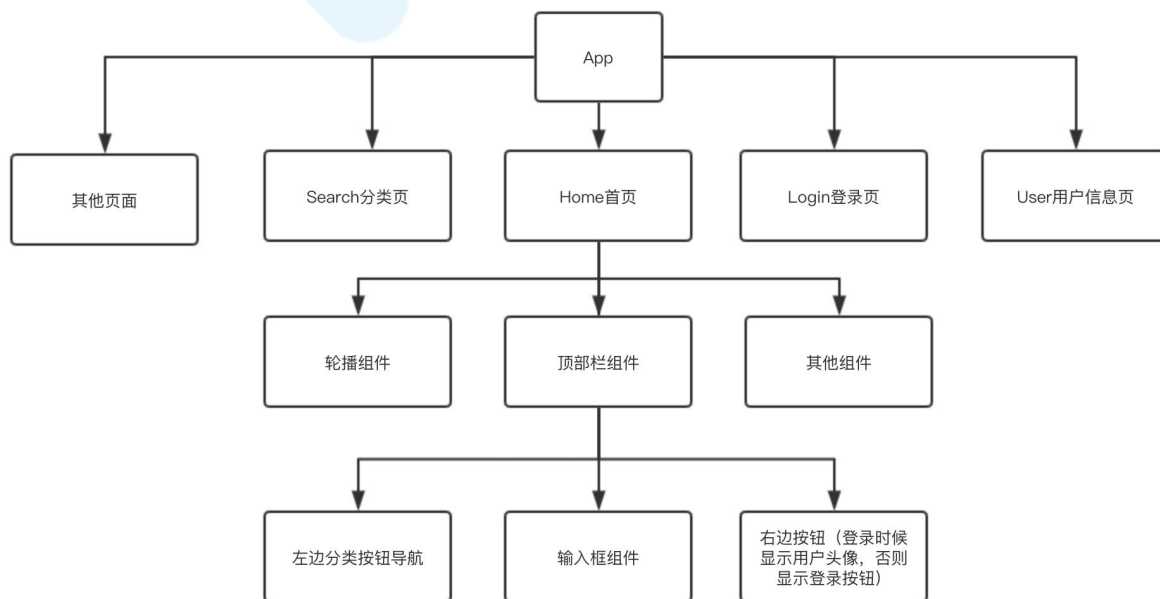 App
其他页面
Search分类页
Home首页
Login登录页
User用户信息页
轮播组件
顶部栏组件
其他组件
左边分类按钮导航
输入框组件
右边按钮（登录时候
显示用户头像，否则
显示登录按钮）